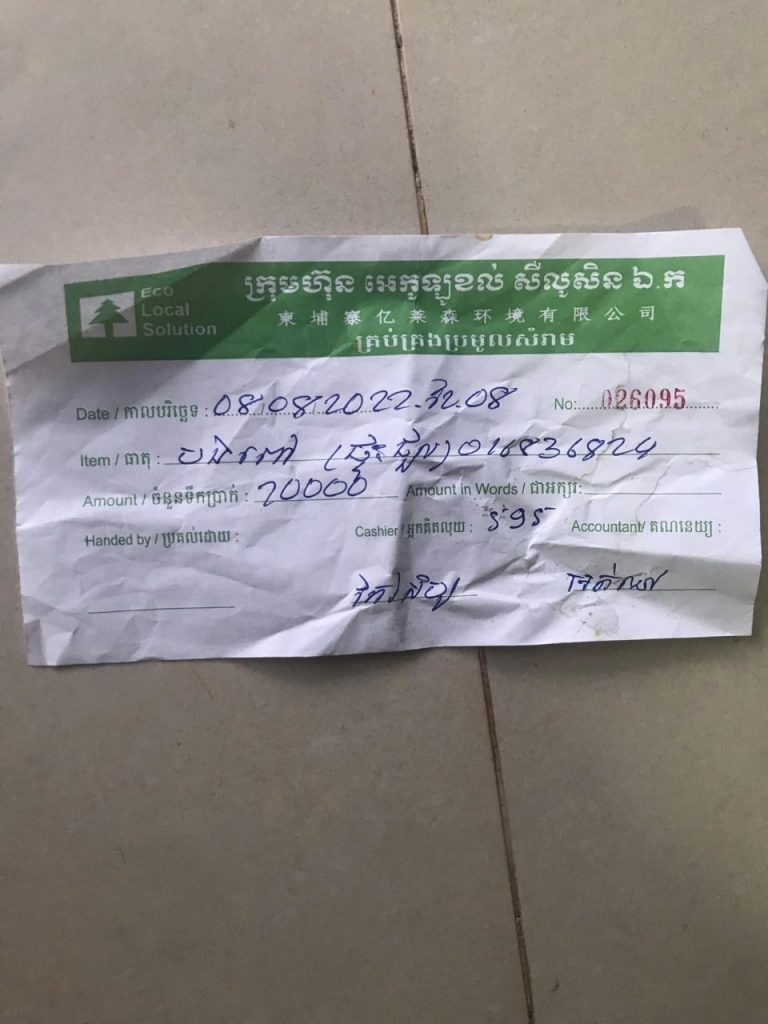 Eco
Local
Solution
ក្រុមហ៊ុន អេកូឡូខល់ សឺលូសិន ឯ.ក
柬埔寨亿莱森环境有限公司
គ្រប់គ្រងប្រមូលសំរាម
Date / កាលបរិច្ឆេទ : 08/08/2022 No: 026095
Item / ធាតុ : (ផ្ទះជួល) 016836824
Amount / ចំនួនទឹកប្រាក់ : 20000 Amount in Words / ជាអក្សរ:
Handed by / ប្រគល់ដោយ : Cashier / អ្នកគិតលុយ : Accountant/ គណនេយ្យ :